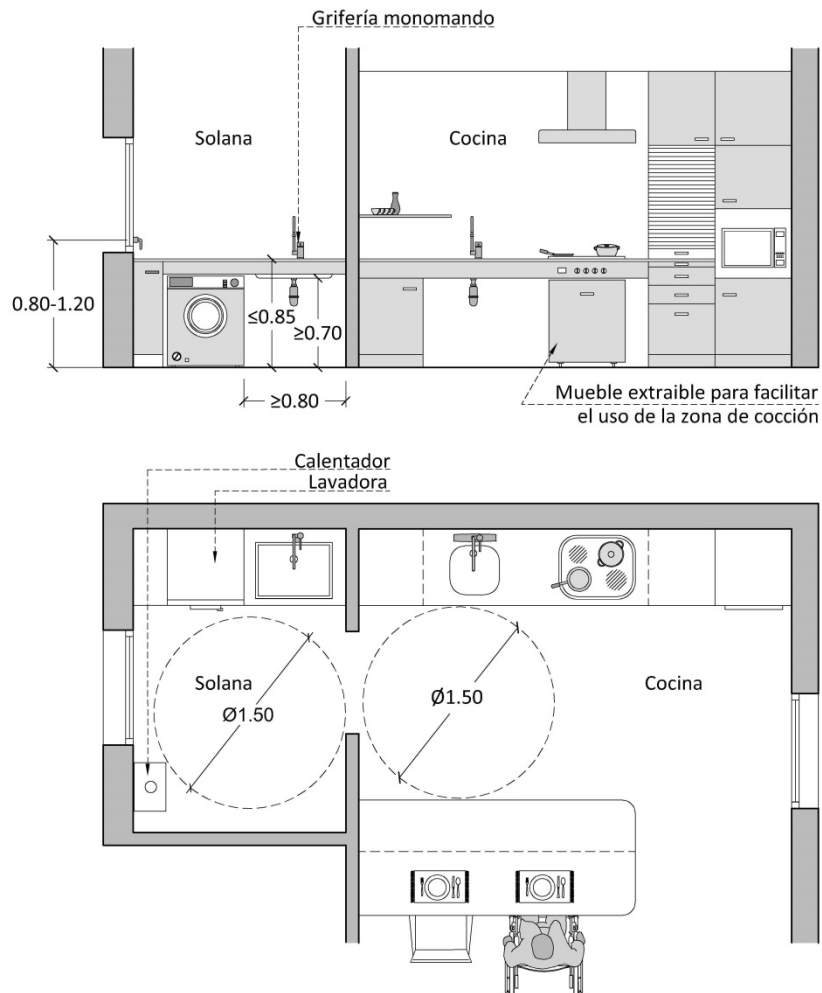 Grifería monomando
Solana
Cocina
0.80-1.20
≤0.85
≥0.70
≥0.80
Mueble extraible para facilitar
el uso de la zona de cocción
Calentador
Lavadora
Solana
Ø1.50
Ø1.50
Cocina